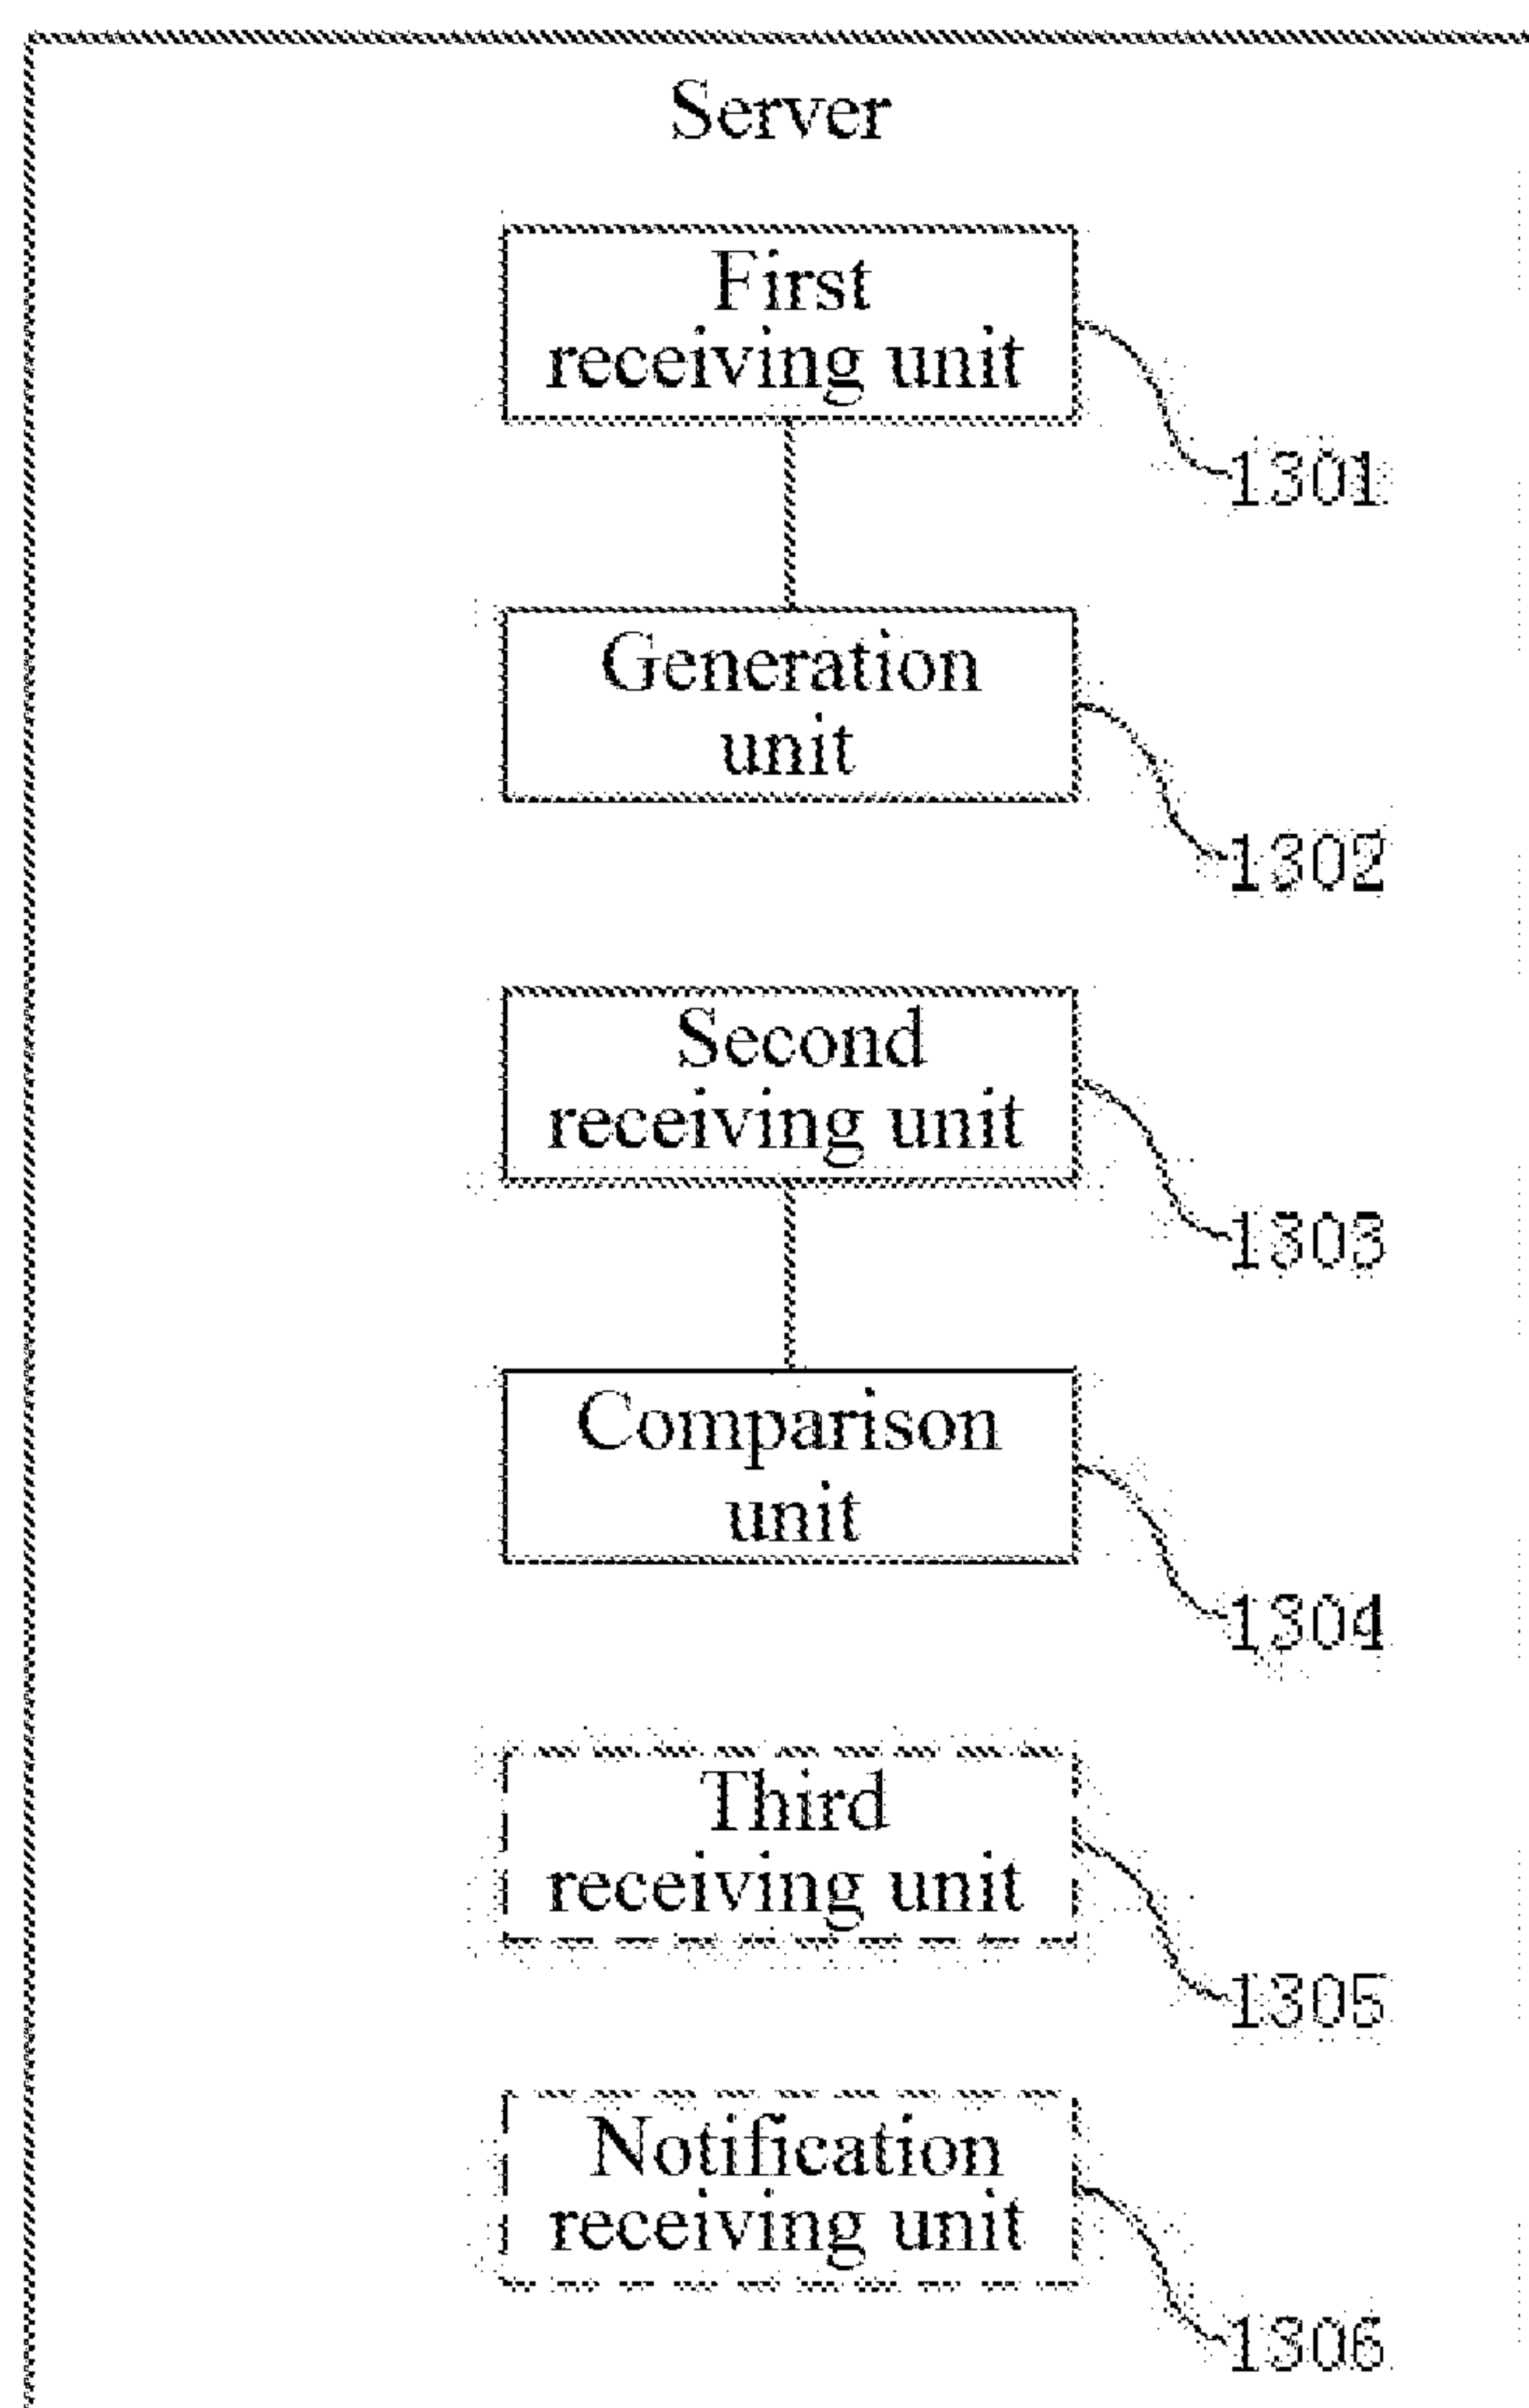 Server
First
receiving unit
1301
Generation
unit
1302
Second
receiving unit
1303
Comparison
unit
1304
Third
receiving unit
1305
Notification
receiving unit
1306